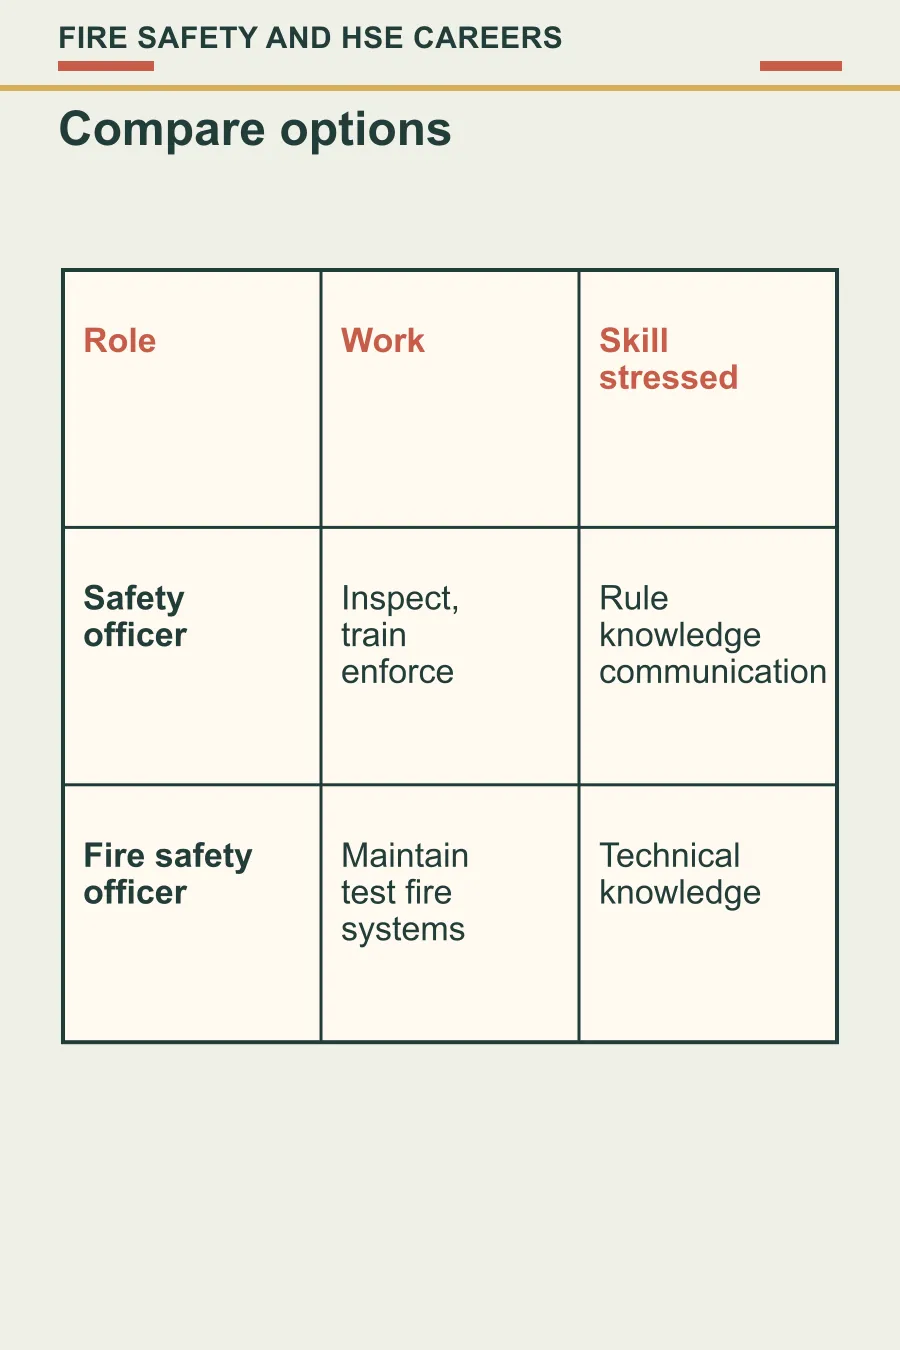 FIRE SAFETY AND HSE CAREERS
Compare options
Role
Work
Skill
stressed
Safety
officer
Inspect,
train
enforce
Rule
knowledge
communication
Fire safety
officer
Maintain
test fire
systems
Technical
knowledge